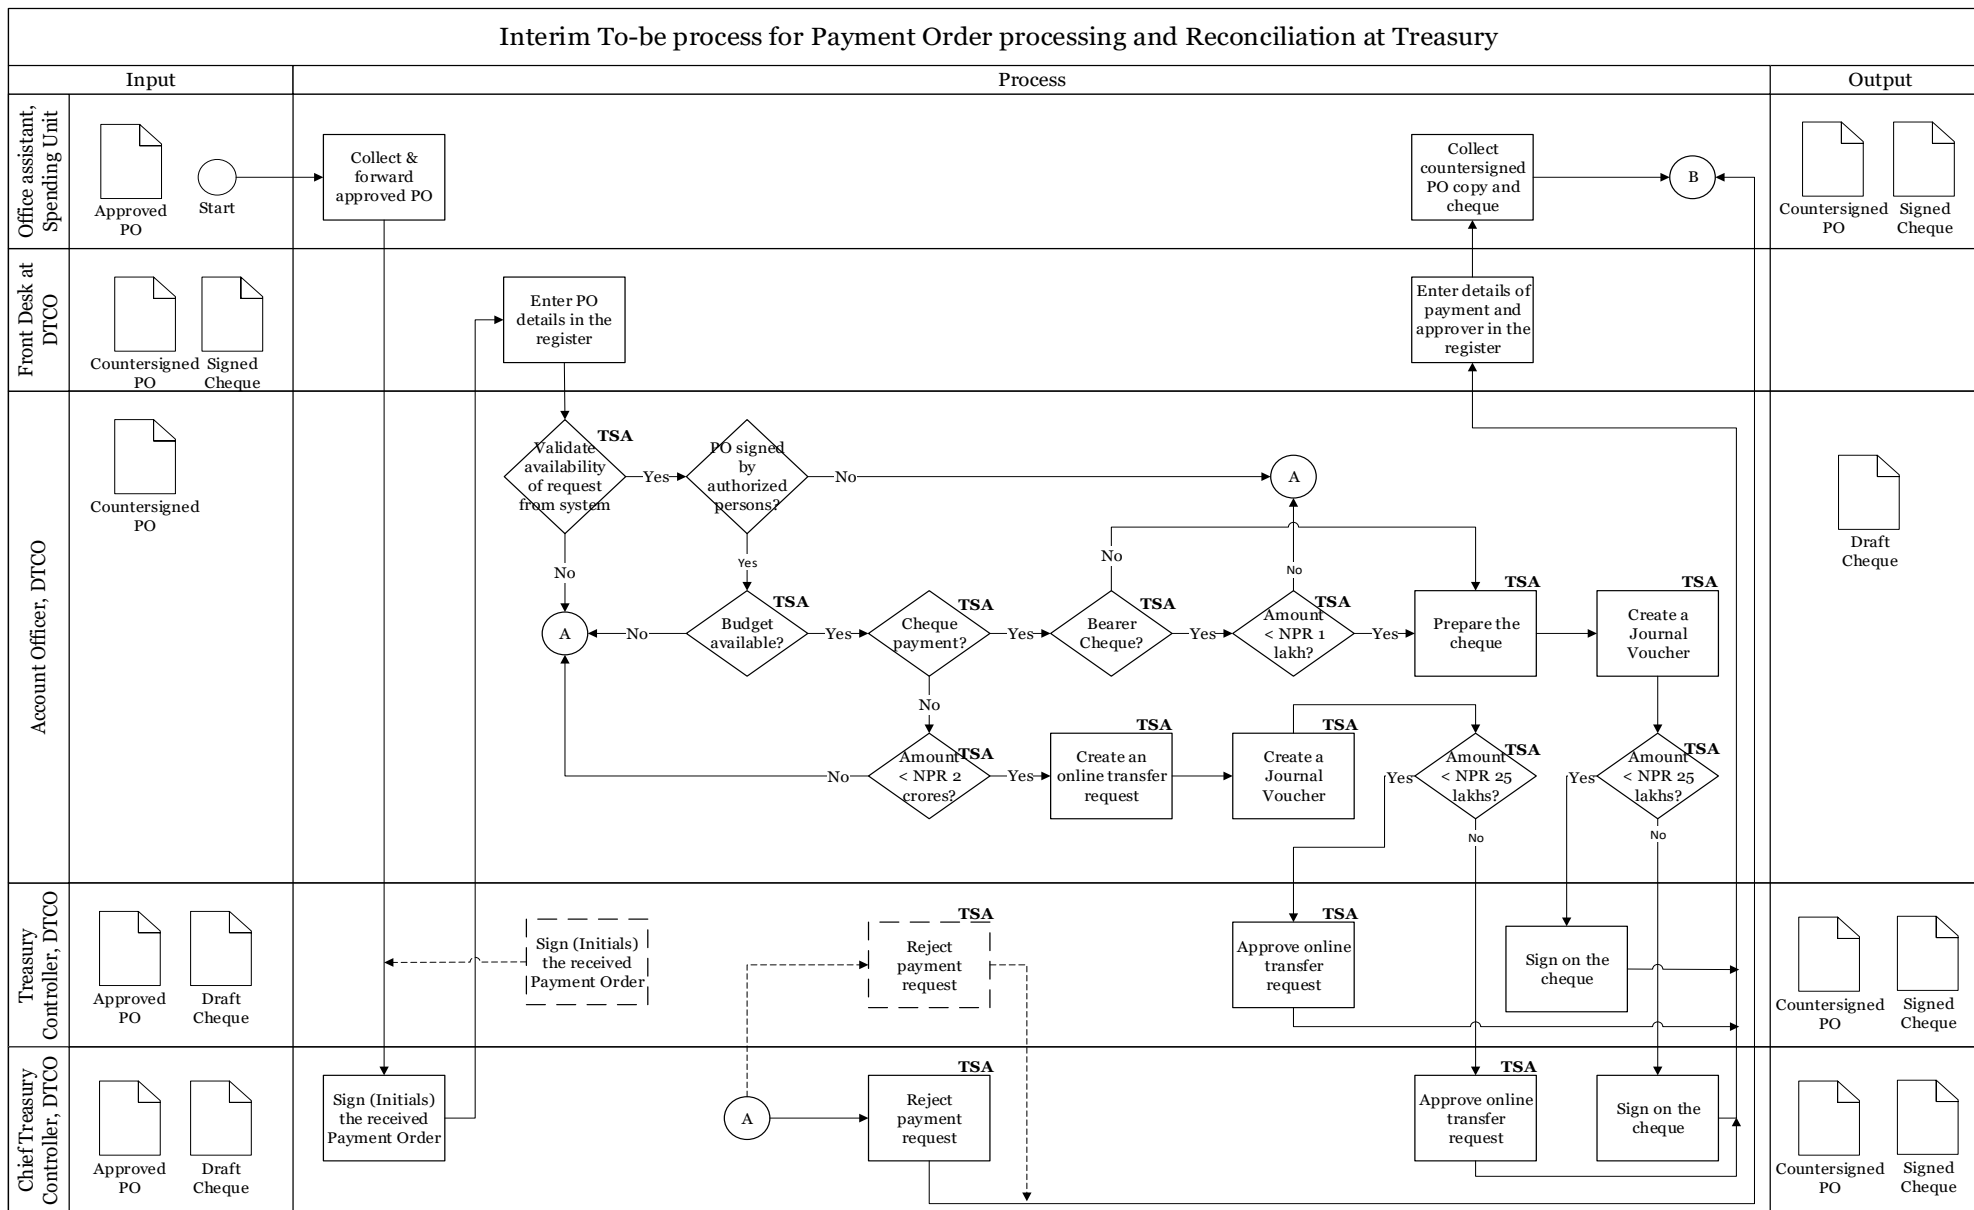 Interim To-be process for Payment Order processing and Reconciliation at Treasury
Input
Process
Output
Office assistant,
Spending Unit
Approved
PO
Start
Collect &
forward
approved PO
Collect
countersigned
PO copy and
cheque
B
Countersigned
PO
Signed
Cheque
Front Desk at
DTCO
Countersigned
PO
Signed
Cheque
Enter PO
details in the
register
Enter details of
payment and
approver in the
register
Account Officer, DTCO
Countersigned
PO
TSA
Validate
availability
of request
from system
Yes
PO signed
by
authorized
persons?
No
A
Draft
Cheque
No
Yes
No
No
A
No
TSA
Budget
available?
Yes
TSA
Cheque
payment?
Yes
TSA
Bearer
Cheque?
Yes
TSA
Amount
< NPR 1
lakh?
Yes
TSA
Prepare the
cheque
TSA
Create a
Journal
Voucher
No
No
TSA
Amount
< NPR 2
crores?
Yes
TSA
Create an
online transfer
request
TSA
Create a
Journal
Voucher
Yes
TSA
Amount
< NPR 25
lakhs?
No
Yes
TSA
Amount
< NPR 25
lakhs?
No
Treasury
Controller, DTCO
Approved
PO
Draft
Cheque
Sign (Initials)
the received
Payment Order
TSA
Reject
payment
request
TSA
Approve online
transfer
request
Sign on the
cheque
Countersigned
PO
Signed
Cheque
Chief Treasury
Controller, DTCO
Approved
PO
Draft
Cheque
Sign (Initials)
the received
Payment Order
A
TSA
Reject
payment
request
TSA
Approve online
transfer
request
Sign on the
cheque
Countersigned
PO
Signed
Cheque